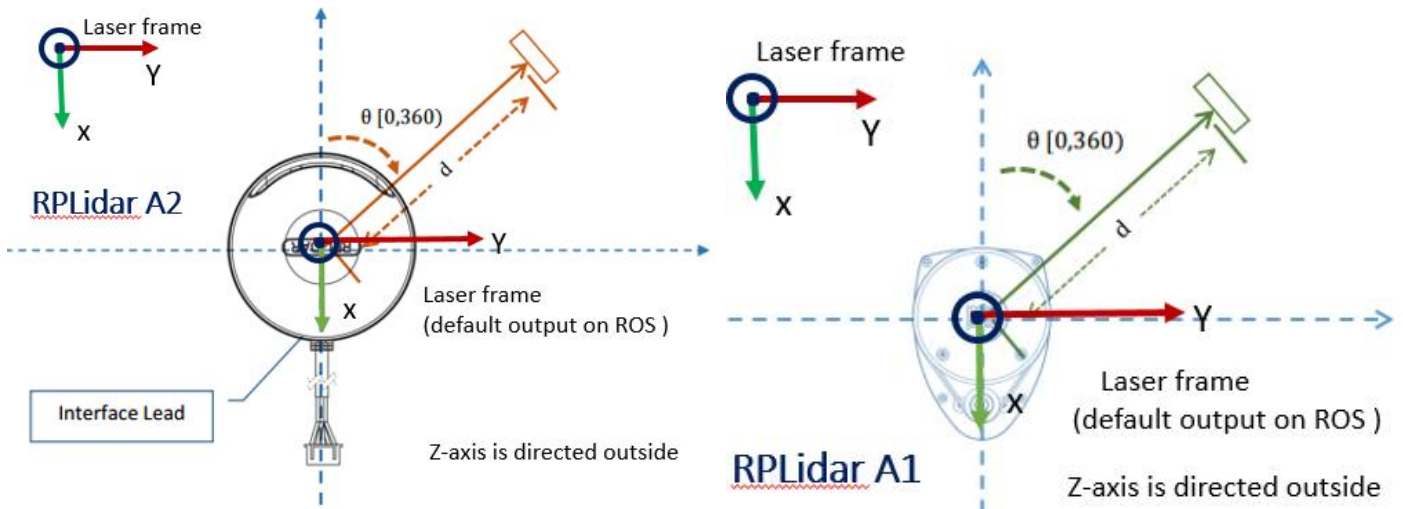 Laser frame
Y
x
θ [0,360)
d
RPLidar A2
Y
x
Laser frame
(default output on ROS )
Interface Lead
Z-axis is directed outside
Laser frame
Y
x
θ [0,360)
d
Y
x
Laser frame
(default output on ROS )
RPLidar A1
Z-axis is directed outside